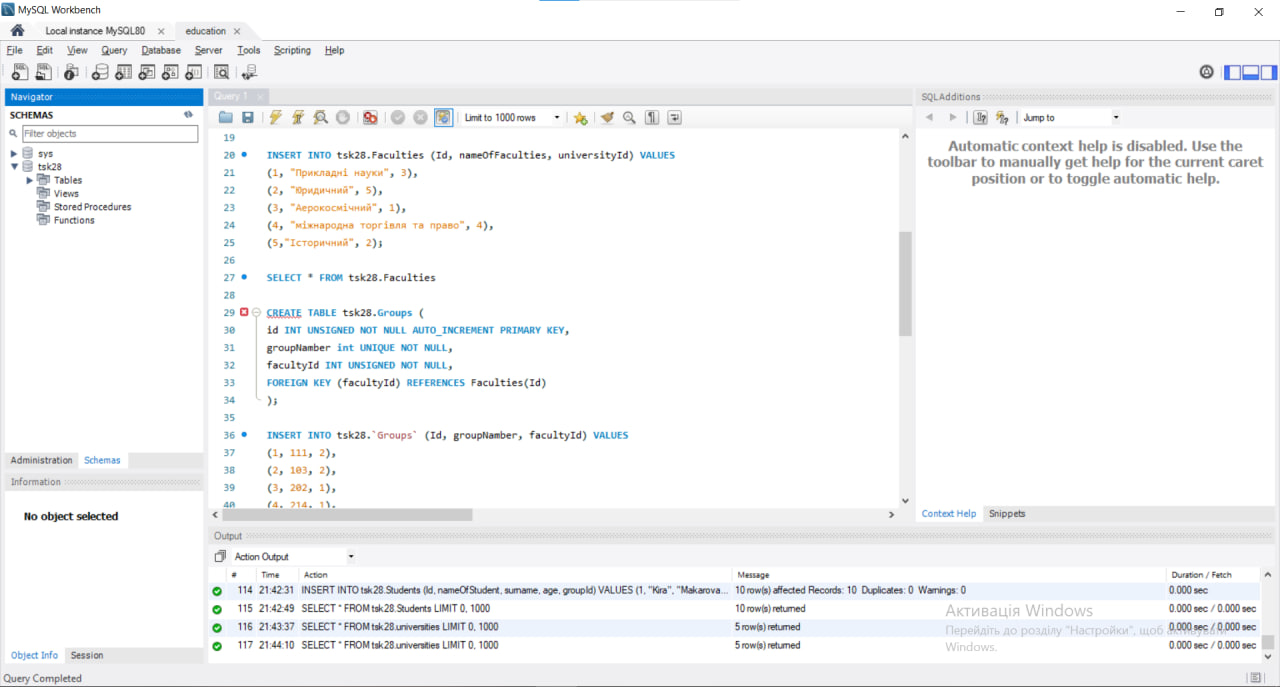 MySQL Workbench
Local instance MySQL80
education
File Edit View Query Database Server Tools Scripting Help
Navigator
SCHEMAS
Filter objects
sys
tsk28
Tables
Views
Stored Procedures
Functions
Administration Schemas
Information
No object selected
Object Info Session
Query 1
Limit to 1000 rows
19
20 INSERT INTO tsk28.Faculties (Id, nameOfFaculties, universityId) VALUES
21 (1, "Прикладні науки", 3),
22 (2, "Юридичний", 5),
23 (3, "Аерокосмічний", 1),
24 (4, "міжнародна торгівля та право", 4),
25 (5,"Історичний", 2);
26
27 SELECT * FROM tsk28.Faculties
28
29 CREATE TABLE tsk28.Groups (
30 id INT UNSIGNED NOT NULL AUTO_INCREMENT PRIMARY KEY,
31 groupNamber int UNIQUE NOT NULL,
32 facultyId INT UNSIGNED NOT NULL,
33 FOREIGN KEY (facultyId) REFERENCES Faculties(Id)
34 );
35
36 INSERT INTO tsk28.`Groups` (Id, groupNamber, facultyId) VALUES
37 (1, 111, 2),
38 (2, 103, 2),
39 (3, 202, 1),
40 (4, 214, 1),
SQLAdditions
Jump to
Automatic context help is disabled. Use the
toolbar to manually get help for the current caret
position or to toggle automatic help.
Context Help Snippets
Output
Action Output
# Time Action Message Duration / Fetch
114 21:42:31 INSERT INTO tsk28.Students (Id, nameOfStudent, surname, age, groupId) VALUES (1, "Kira", "Makarova... 10 row(s) affected Records: 10 Duplicates: 0 Warnings: 0 0.000 sec
115 21:42:49 SELECT * FROM tsk28.Students LIMIT 0, 1000 10 row(s) returned 0.000 sec / 0.000 sec
116 21:43:37 SELECT * FROM tsk28.universities LIMIT 0, 1000 5 row(s) returned 0.000 sec / 0.000 sec
117 21:44:10 SELECT * FROM tsk28.universities LIMIT 0, 1000 5 row(s) returned 0.000 sec / 0.000 sec
Активація Windows
Перейдіть до розділу "Настройки", щоб активувати
Windows.
Query Completed